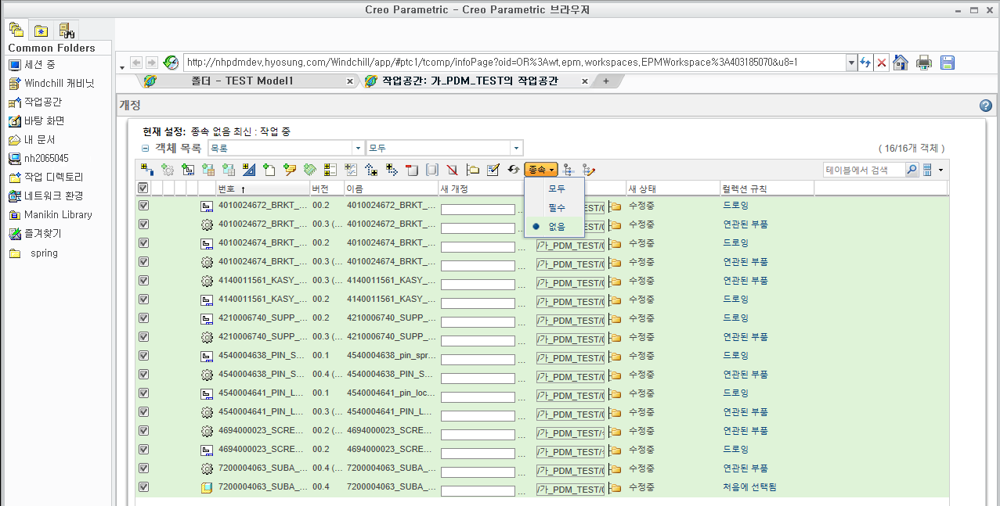 Creo Parametric - Creo Parametric 브라우저
Common Folders
세션 중
Windchill 캐비닛
작업공간
바탕 화면
내 문서
nh2065045
작업 디렉토리
네트워크 환경
Manikin Library
즐겨찾기
spring
http://nhpdmdev.hyosung.com/Windchill/app/#ptc1/tcomp/infoPage?oid=OR%3Awt.epm.workspaces.EPMWorkspace%3A403185070&u8=1
폴더 - TEST Model1 x 작업공간: 가_PDM_TEST의 작업공간 x +
개정
현재 설정: 종속 없음 최신 : 작업 중
객체 목록 목록 모두 ( 16/16개 객체 )
종속 테이블에서 검색
모두
필수
없음
번호 ↑ 버전 이름 새 개정 새 상태 컬렉션 규칙
4010024672_BRKT_... 00.2 4010024672_BRKT_... ... EST/( 수정중 드로잉
4010024672_BRKT_... 00.3 (... 4010024672_BRKT_... ... EST/( 수정중 연관된 부품
4010024674_BRKT_... 00.2 4010024674_BRKT_... ... /가_PDM_TEST/( 수정중 드로잉
4010024674_BRKT_... 00.3 (... 4010024674_BRKT_... ... /가_PDM_TEST/( 수정중 연관된 부품
4140011561_KASY_... 00.3 (... 4140011561_KASY_... ... /가_PDM_TEST/( 수정중 연관된 부품
4140011561_KASY_... 00.2 4140011561_KASY_... ... /가_PDM_TEST/( 수정중 드로잉
4210006740_SUPP_... 00.2 4210006740_SUPP_... ... /가_PDM_TEST/( 수정중 드로잉
4210006740_SUPP_... 00.3 (... 4210006740_SUPP_... ... /가_PDM_TEST/( 수정중 연관된 부품
4540004638_PIN_S... 00.1 4540004638_pin_spr... ... /가_PDM_TEST/( 수정중 드로잉
4540004638_PIN_S... 00.4 (... 4540004638_PIN_S... ... /가_PDM_TEST/( 수정중 연관된 부품
4540004641_PIN_L... 00.1 4540004641_pin_loc... ... /가_PDM_TEST/( 수정중 드로잉
4540004641_PIN_L... 00.3 (... 4540004641_PIN_L... ... /가_PDM_TEST/( 수정중 연관된 부품
4694000023_SCRE... 00.2 (... 4694000023_SCRE... ... /가_PDM_TEST/ 수정중 연관된 부품
4694000023_SCRE... 00.2 4694000023_SCRE... ... /가_PDM_TEST/ 수정중 드로잉
7200004063_SUBA_... 00.4 (... 7200004063_SUBA_... ... /가_PDM_TEST/( 수정중 연관된 부품
7200004063_SUBA_... 00.4 7200004063_SUBA_... ... /가_PDM_TEST/( 수정중 처음에 선택됨